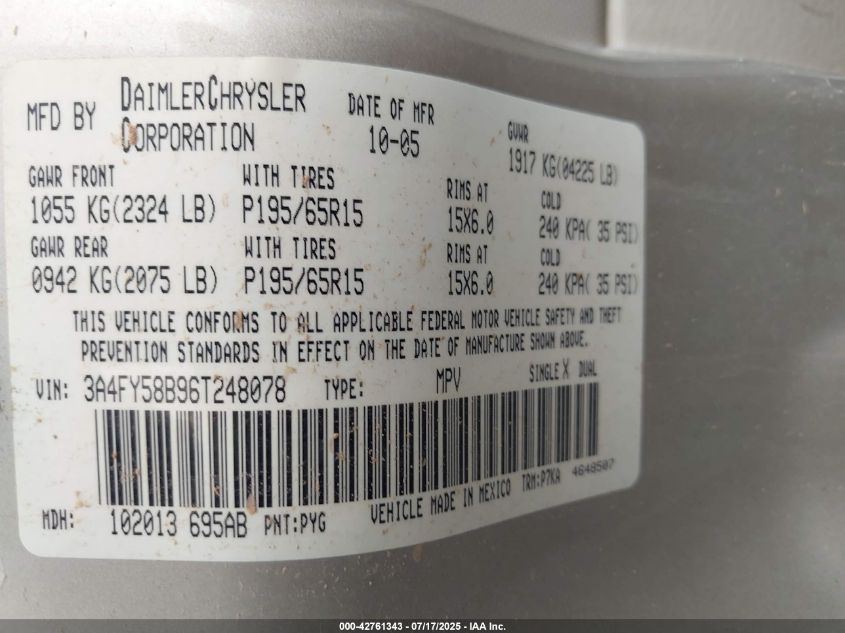 MFD BY DAIMLERCHRYSLER CORPORATION
DATE OF MFR 10-05
GVWR 1917 KG(04225 LB)
GAWR FRONT WITH TIRES RIMS AT COLD
1055 KG(2324 LB) P195/65R15 15X6.0 240 KPA( 35 PSI)
GAWR REAR WITH TIRES RIMS AT COLD
0942 KG(2075 LB) P195/65R15 15X6.0 240 KPA( 35 PSI)
THIS VEHICLE CONFORMS TO ALL APPLICABLE FEDERAL MOTOR VEHICLE SAFETY AND THEFT
PREVENTION STANDARDS IN EFFECT ON THE DATE OF MANUFACTURE SHOWN ABOVE.
VIN: 3A4FY58B96T248078 TYPE: MPV SINGLE X DUAL
MDH: 102013 695AB PNT:PYG VEHICLE MADE IN MEXICO TRM:P7KA 4648507
000-42761343 - 07/17/2025 - IAA Inc.